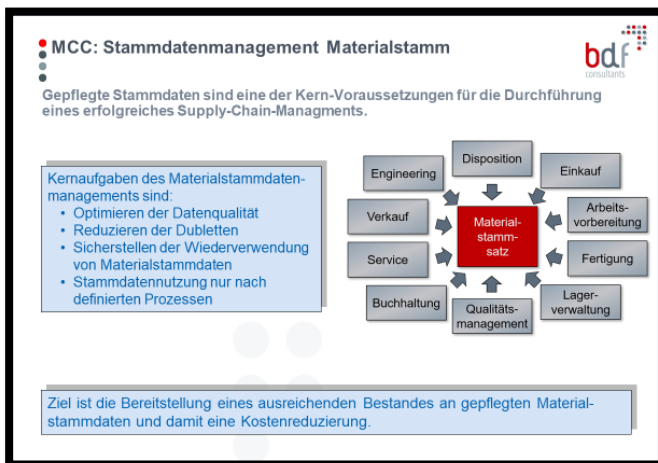 MCC: Stammdatenmanagement Materialstamm
bdf
consultants
Gepflegte Stammdaten sind eine der Kern-Voraussetzungen für die Durchführung
eines erfolgreiches Supply-Chain-Managments.
Kernaufgaben des Materialstammdaten-
managements sind:
• Optimieren der Datenqualität
• Reduzieren der Dubletten
• Sicherstellen der Wiederverwendung
von Materialstammdaten
• Stammdatennutzung nur nach
definierten Prozessen
Engineering
Disposition
Einkauf
Verkauf
Material-
stamm-
satz
Arbeits-
vorbereitung
Service
Fertigung
Buchhaltung
Qualitäts-
management
Lager-
verwaltung
Ziel ist die Bereitstellung eines ausreichenden Bestandes an gepflegten Material-
stammdaten und damit eine Kostenreduzierung.